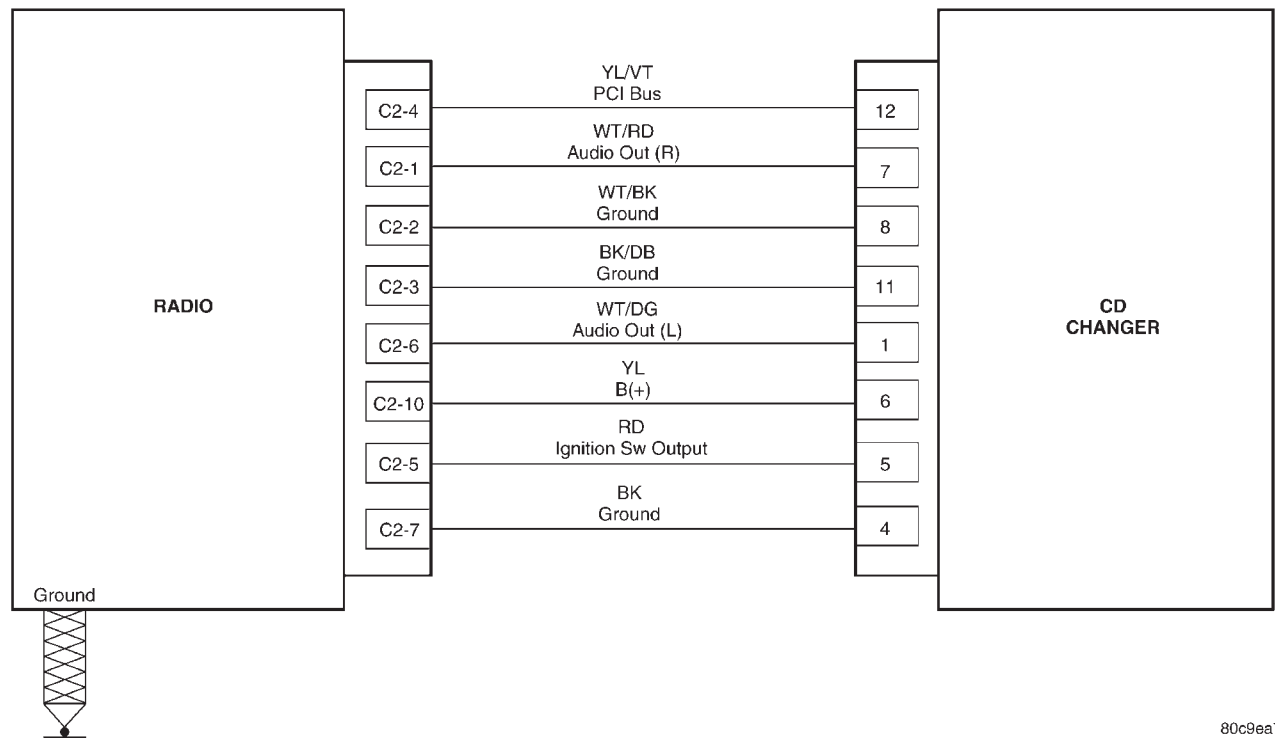 YL/VT
PCI Bus
C2-4
12
WT/RD
Audio Out (R)
C2-1
7
WT/BK
Ground
C2-2
8
BK/DB
Ground
C2-3
11
RADIO
CD
CHANGER
WT/DG
Audio Out (L)
C2-6
1
YL
B(+)
C2-10
6
RD
Ignition Sw Output
C2-5
5
BK
Ground
C2-7
4
Ground